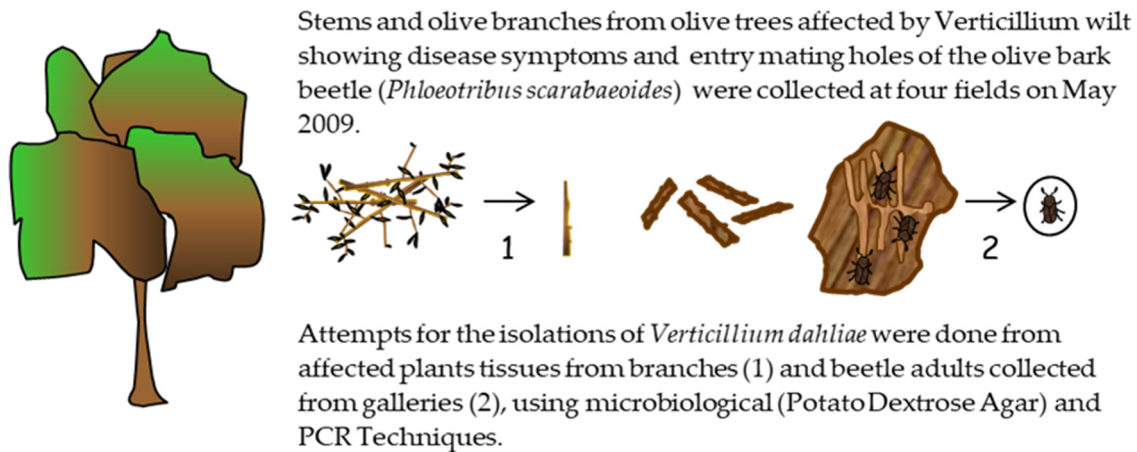 Stems and olive branches from olive trees affected by Verticillium wilt
showing disease symptoms and entry mating holes of the olive bark
beetle (Phloeotribus scarabaeoides) were collected at four fields on May
2009.
1
2
Attempts for the isolations of Verticillium dahliae were done from
affected plants tissues from branches (1) and beetle adults collected
from galleries (2), using microbiological (Potato Dextrose Agar) and
PCR Techniques.